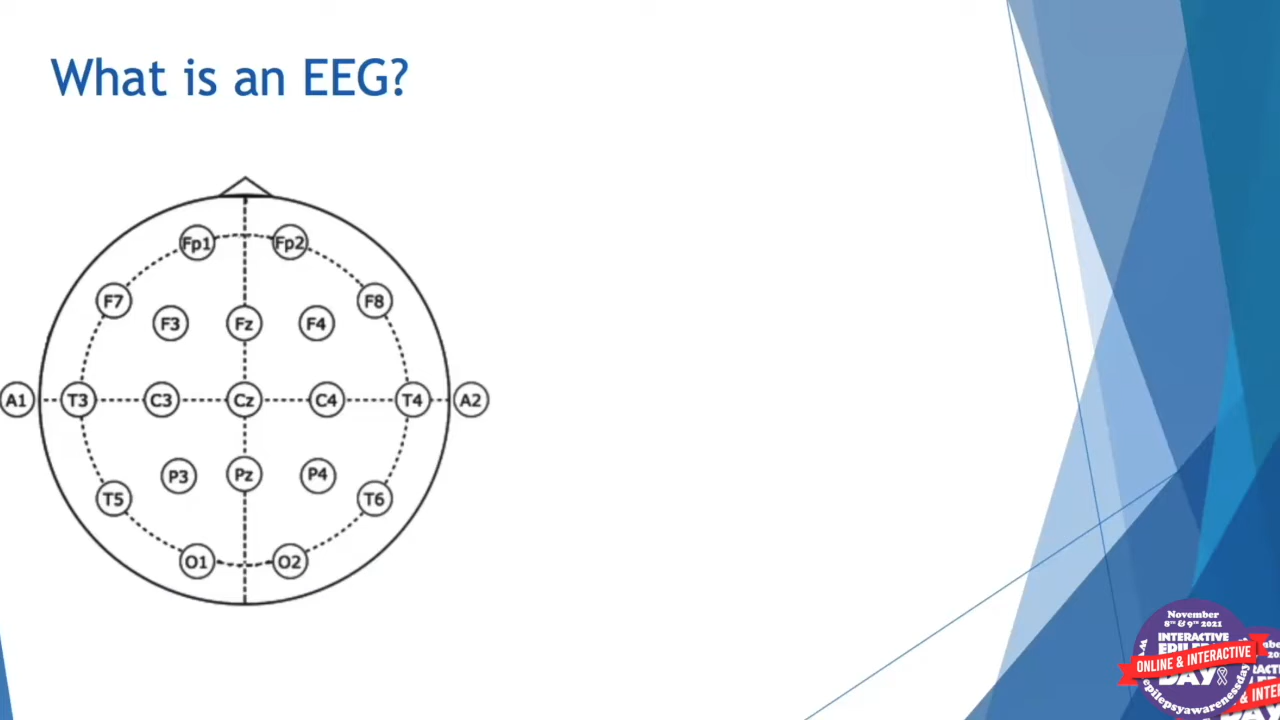 What is an EEG?
Fp1 Fp2
F7 F8
F3 Fz F4
A1 T3 C3 Cz C4 T4 A2
P3 Pz P4
T5 T6
O1 O2
November
8TH & 9TH 2021
INTERACTIVE
ONLINE & INTERACTIVE
DAY
epilepsyawarenessday